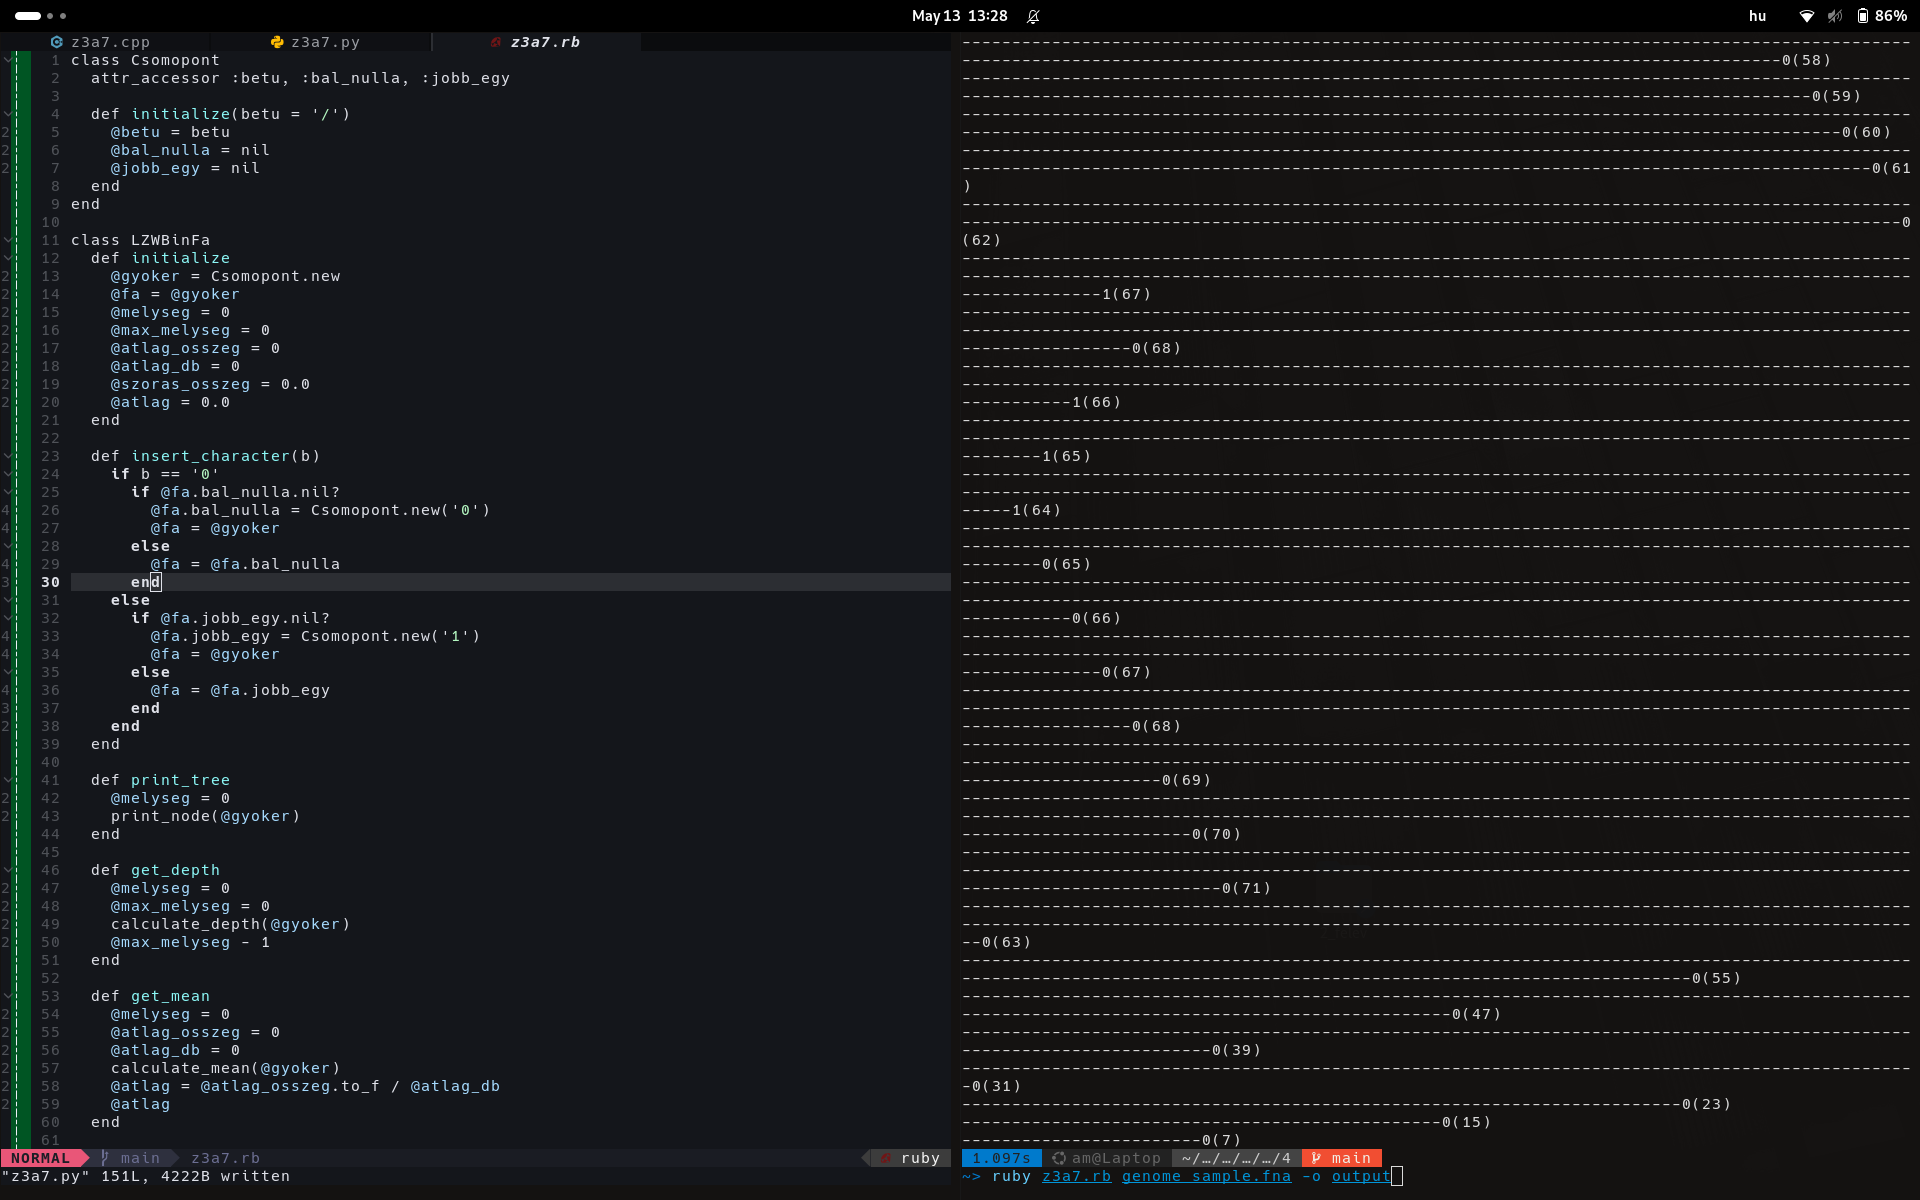 May 13 13:28
hu
86%
z3a7.cpp
z3a7.py
z3a7.rb
1 class Csomopont
2 attr_accessor :betu, :bal_nulla, :jobb_egy
3
4 def initialize(betu = '/')
5 @betu = betu
6 @bal_nulla = nil
7 @jobb_egy = nil
8 end
9 end
10
11 class LZWBinFa
12 def initialize
13 @gyoker = Csomopont.new
14 @fa = @gyoker
15 @melyseg = 0
16 @max_melyseg = 0
17 @atlag_osszeg = 0
18 @atlag_db = 0
19 @szoras_osszeg = 0.0
20 @atlag = 0.0
21 end
22
23 def insert_character(b)
24 if b == '0'
25 if @fa.bal_nulla.nil?
26 @fa.bal_nulla = Csomopont.new('0')
27 @fa = @gyoker
28 else
29 @fa = @fa.bal_nulla
30 end
31 else
32 if @fa.jobb_egy.nil?
33 @fa.jobb_egy = Csomopont.new('1')
34 @fa = @gyoker
35 else
36 @fa = @fa.jobb_egy
37 end
38 end
39 end
40
41 def print_tree
42 @melyseg = 0
43 print_node(@gyoker)
44 end
45
46 def get_depth
47 @melyseg = 0
48 @max_melyseg = 0
49 calculate_depth(@gyoker)
50 @max_melyseg - 1
51 end
52
53 def get_mean
54 @melyseg = 0
55 @atlag_osszeg = 0
56 @atlag_db = 0
57 calculate_mean(@gyoker)
58 @atlag = @atlag_osszeg.to_f / @atlag_db
59 @atlag
60 end
61
NORMAL main z3a7.rb ruby
"z3a7.py" 151L, 4222B written
0(58)
0(59)
0(60)
0(61
)
0
(62)
1(67)
0(68)
1(66)
1(65)
1(64)
0(65)
0(66)
0(67)
0(68)
0(69)
0(70)
0(71)
--0(63)
0(55)
0(47)
0(39)
-0(31)
0(23)
0(15)
0(7)
1.097s am@Laptop ~/…/…/…/…/4 main
~> ruby z3a7.rb genome_sample.fna -o output